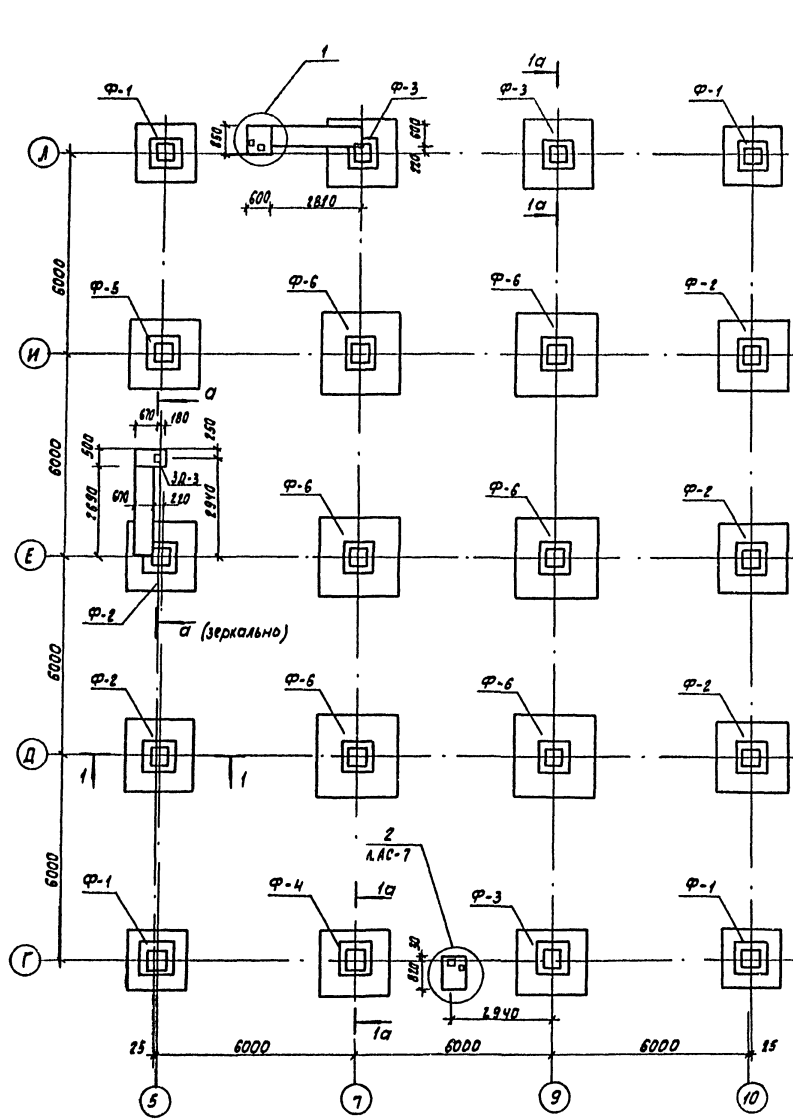 1
1а
Ф-1
Ф-3
Ф-3
Ф-1
Л
850
600
220
600
2820
1а
6000
Ф-5
Ф-6
Ф-6
Ф-2
И
а
670
180
250
500
6000
ЗД-3
2690
670
220
2940
Ф-6
Ф-6
Ф-2
Е
Ф-2
а (зеркально)
6000
Ф-2
Ф-6
Ф-6
Ф-2
Д
1
1
2
л.АС-7
6000
Ф-1
Ф-4
1а
Ф-3
Ф-1
Г
30
820
2940
1а
25
6000
6000
6000
25
5
7
9
10